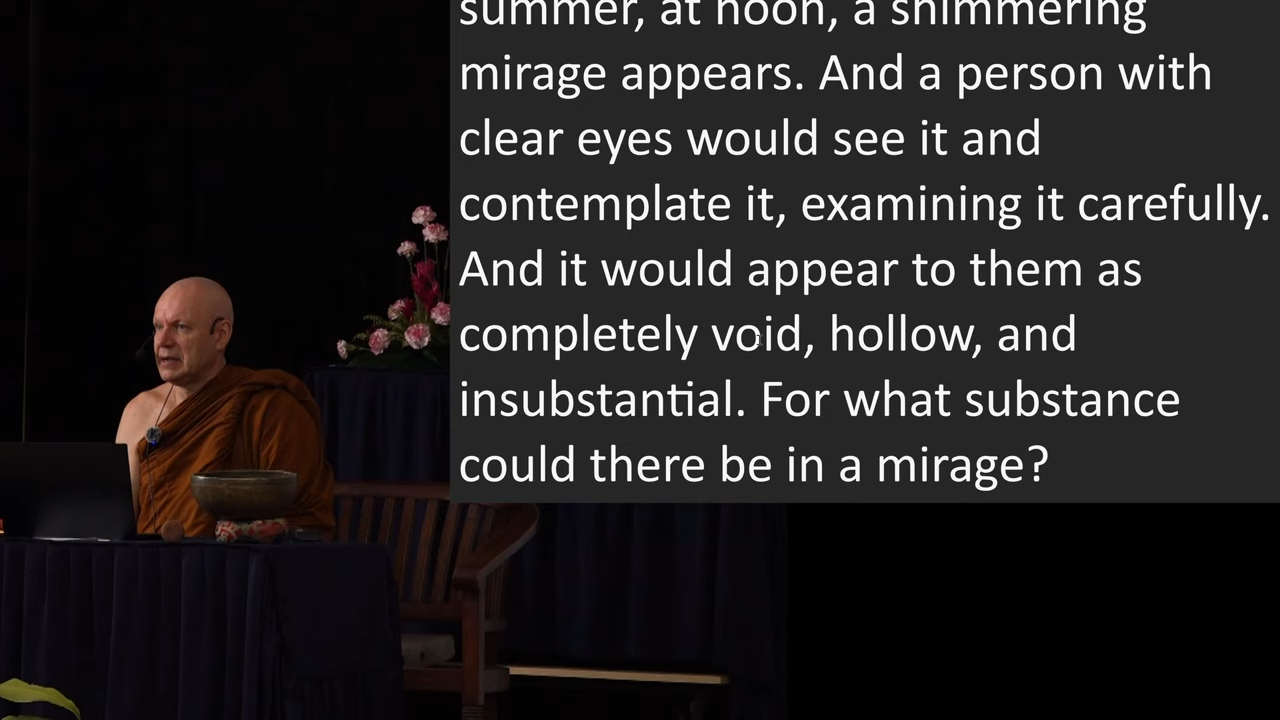 summer, at noon, a shimmering
mirage appears. And a person with
clear eyes would see it and
contemplate it, examining it carefully.
And it would appear to them as
completely void, hollow, and
insubstantial. For what substance
could there be in a mirage?